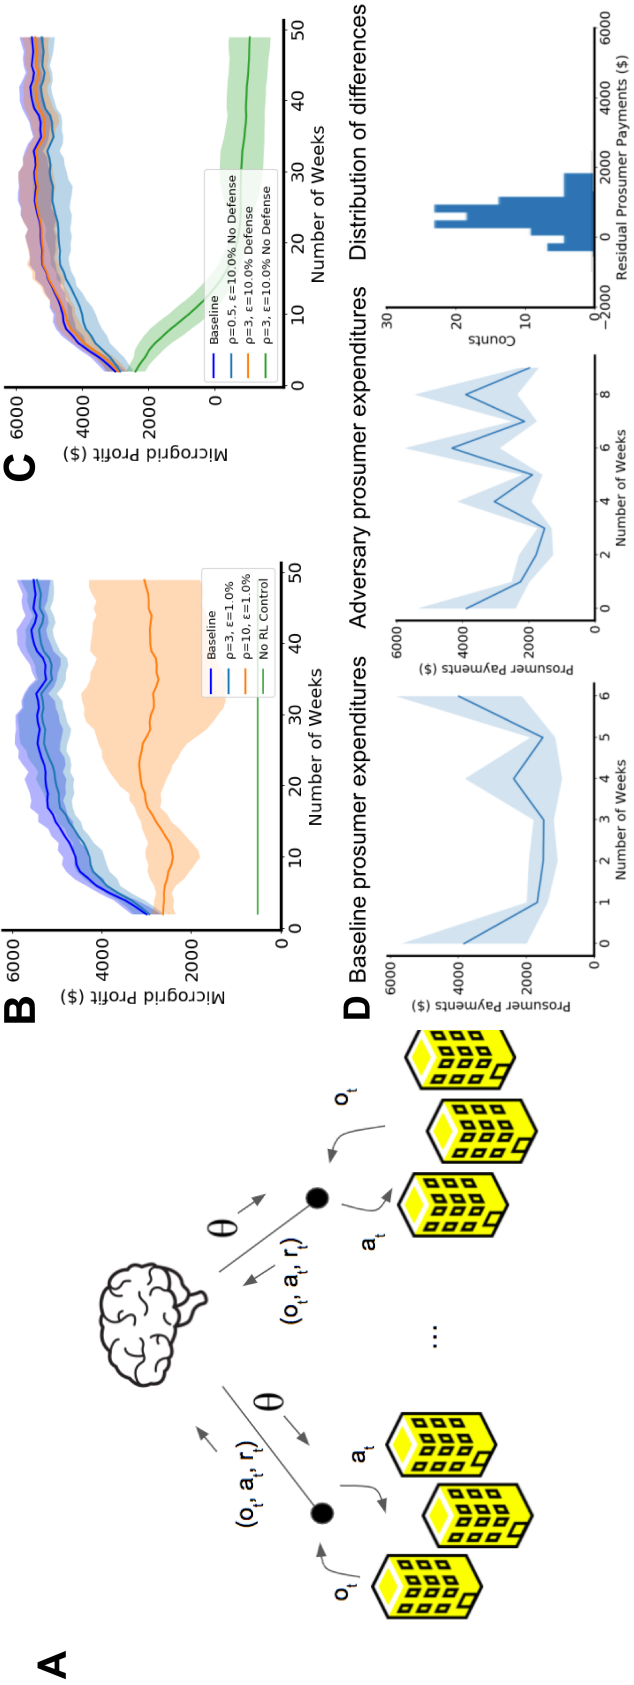 A
θ
θ
(o_t, a_t, r_t)
(o_t, a_t, r_t)
o_t
a_t
...
a_t
o_t
B
6000
4000
2000
0
Microgrid Profit ($)
0
10
20
30
40
50
Number of Weeks
Baseline
ρ=3, ε=1.0%
ρ=10, ε=1.0%
No RL Control
C
6000
4000
2000
0
Microgrid Profit ($)
0
10
20
30
40
50
Number of Weeks
Baseline
ρ=0.5, ε=10.0% No Defense
ρ=3, ε=10.0% Defense
ρ=3, ε=10.0% No Defense
D
Baseline prosumer expenditures
6000
4000
2000
0
Prosumer Payments ($)
0
1
2
3
4
5
6
Number of Weeks
Adversary prosumer expenditures
6000
4000
2000
0
Prosumer Payments ($)
0
2
4
6
8
Number of Weeks
Distribution of differences
30
20
10
0
Counts
−2000
0
2000
4000
6000
Residual Prosumer Payments ($)